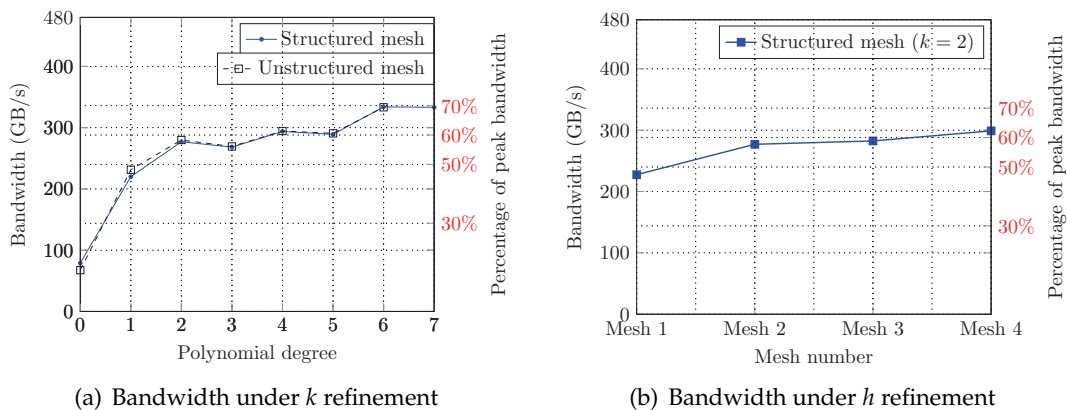 480
400
300
200
100
0
Bandwidth (GB/s)
0 1 2 3 4 5 6 7
Polynomial degree
Structured mesh
Unstructured mesh
70%
60%
50%
30%
Percentage of peak bandwidth
(a) Bandwidth under k refinement
480
400
300
200
100
0
Bandwidth (GB/s)
Mesh 1 Mesh 2 Mesh 3 Mesh 4
Mesh number
Structured mesh (k = 2)
70%
60%
50%
30%
Percentage of peak bandwidth
(b) Bandwidth under h refinement